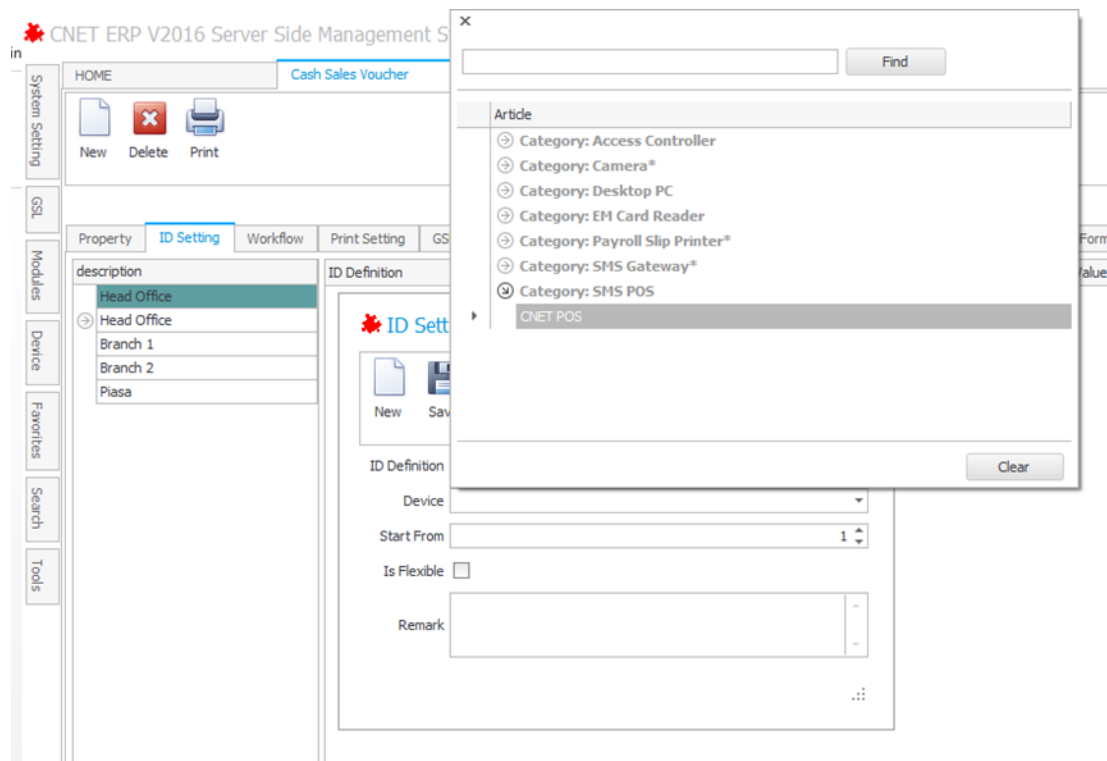 CNET ERP V2016 Server Side Management S
in
HOME
Cash Sales Voucher
New
Delete
Print
System Setting
GSL
Modules
Device
Favorites
Search
Tools
Property
ID Setting
Workflow
Print Setting
GS
Form
description
ID Definition
Value
Head Office
Head Office
Branch 1
Branch 2
Piasa
ID Sett
New
Sav
ID Definition
Device
Start From
1
Is Flexible
Remark
Find
Article
Category: Access Controller
Category: Camera*
Category: Desktop PC
Category: EM Card Reader
Category: Payroll Slip Printer*
Category: SMS Gateway*
Category: SMS POS
CNET POS
Clear